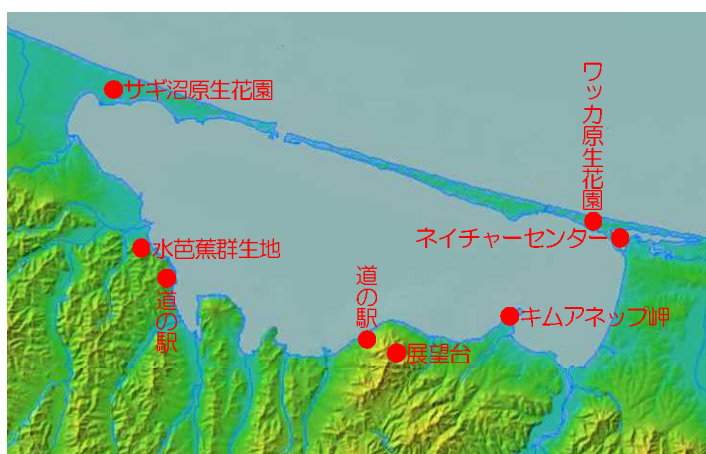 サギ沼原生花園
ワッカ原生花園
ネイチャーセンター
水芭蕉群生地
道の駅
道の駅
キムアネップ岬
展望台